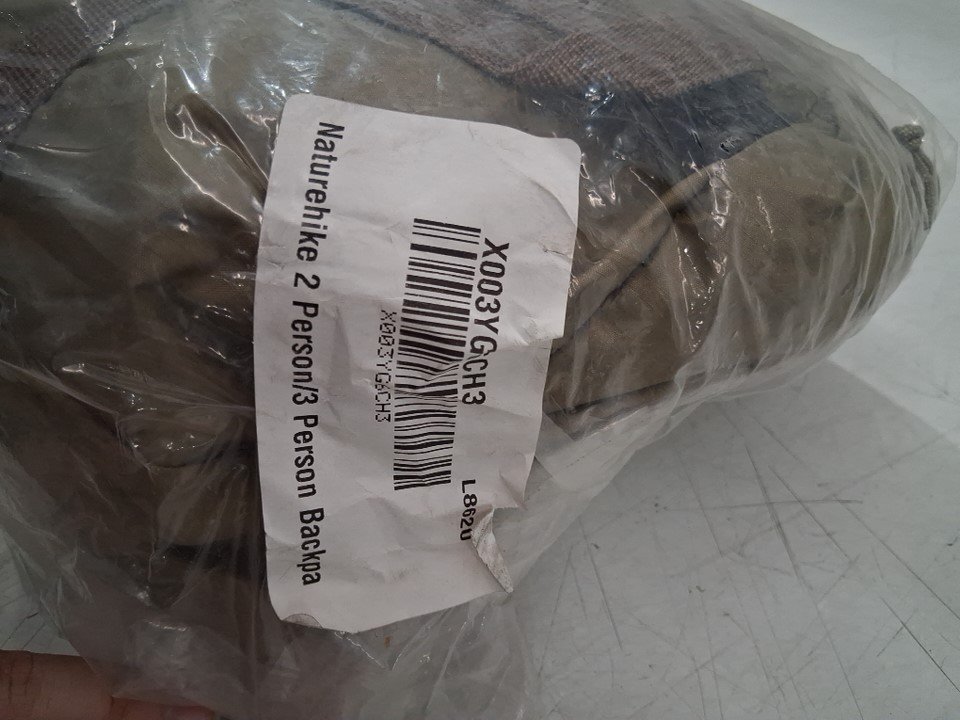 X003YGCH3
L8620
X003YGCH3
Naturehike 2 Person/3 Person Backpa